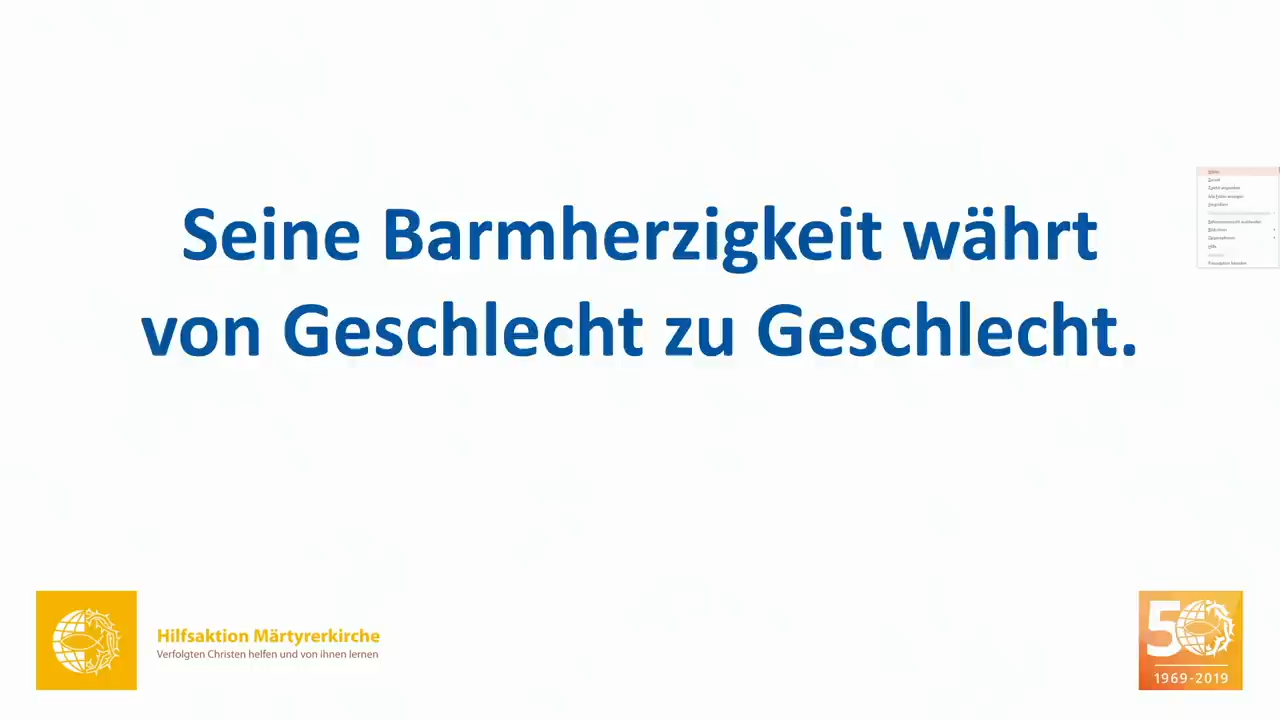 Seine Barmherzigkeit währt
von Geschlecht zu Geschlecht.
Hilfsaktion Märtyrerkirche
Verfolgten Christen helfen und von ihnen lernen
50
1969-2019